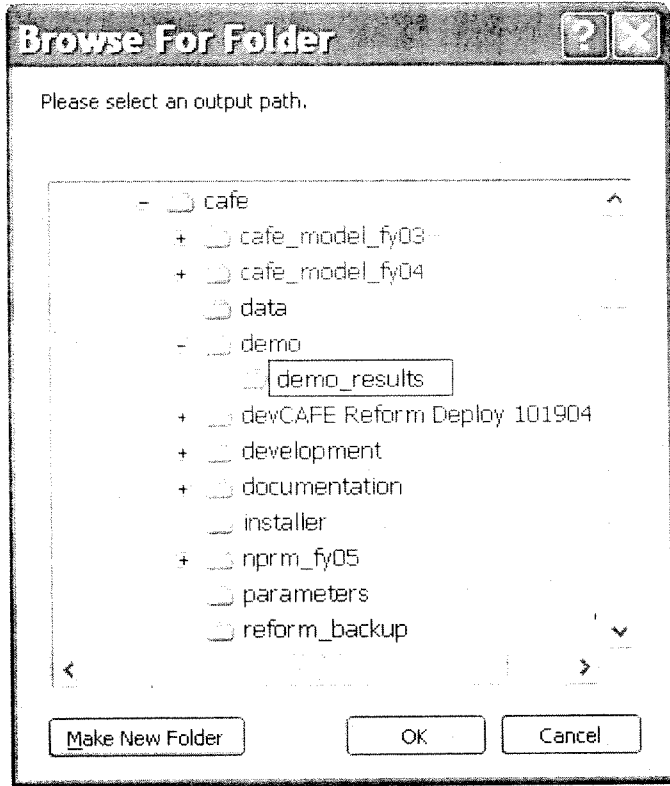 Browse For Folder
Please select an output path.
cafe
cafe_model_fy03
cafe_model_fy04
data
demo
demo_results
devCAFE Reform Deploy 101904
development
documentation
installer
nprm_fy05
parameters
reform_backup
Make New Folder OK Cancel